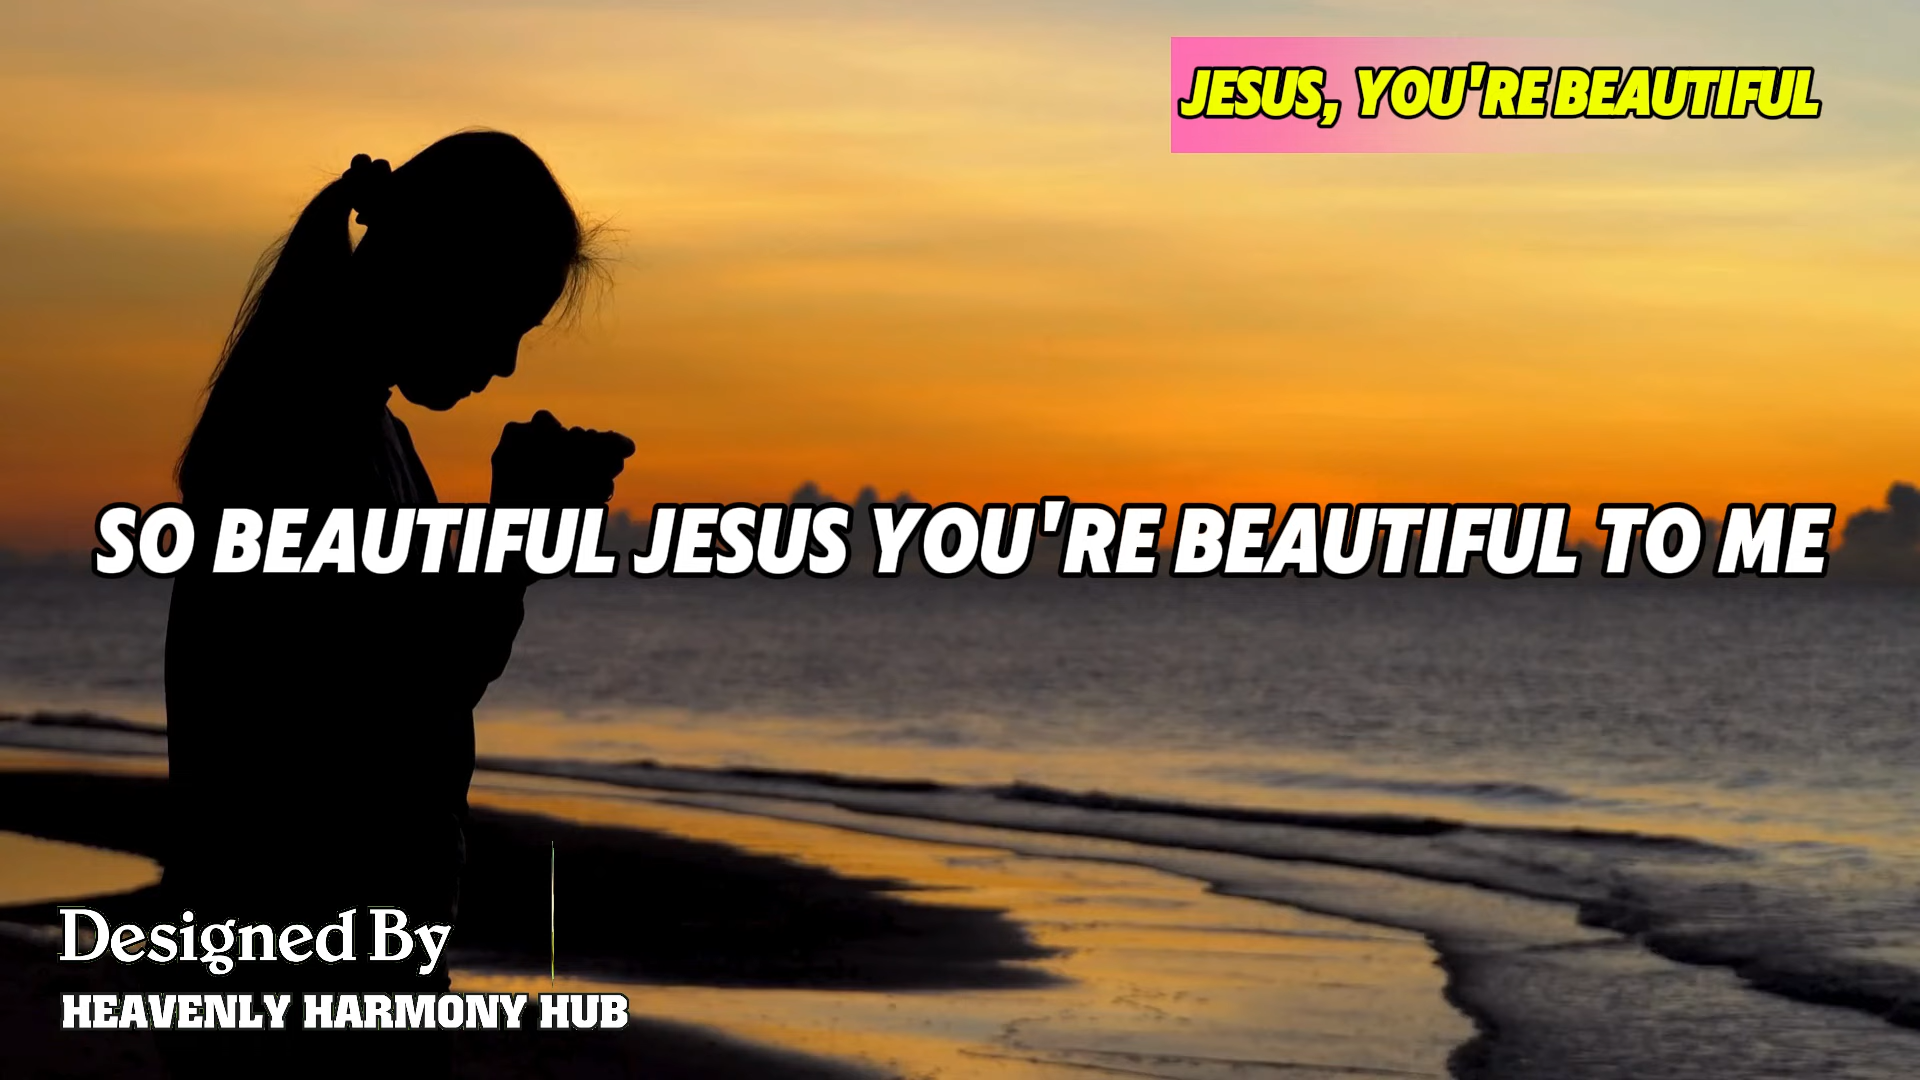 JESUS, YOU'RE BEAUTIFUL
SO BEAUTIFUL JESUS YOU'RE BEAUTIFUL TO ME
Designed By
HEAVENLY HARMONY HUB